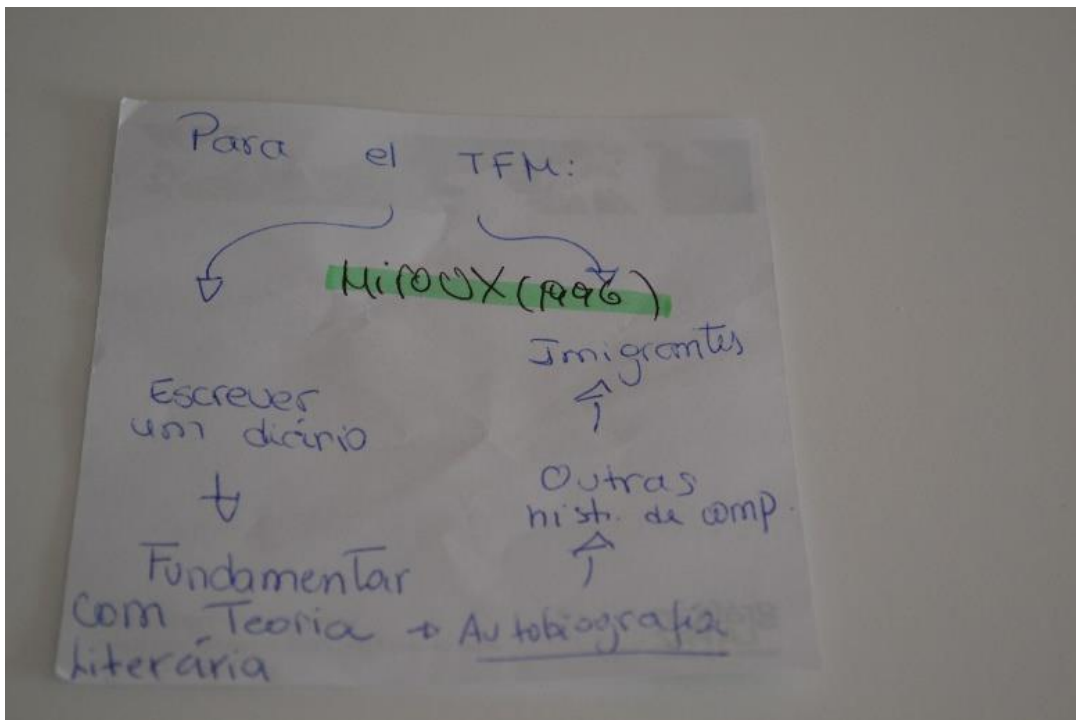 Para el TFM:
Miroux (1996)
Escrever
um diário
Fundamentar
com Teoria → Autobiografia
Literária
Outras
hist. de comp.
Imigrantes